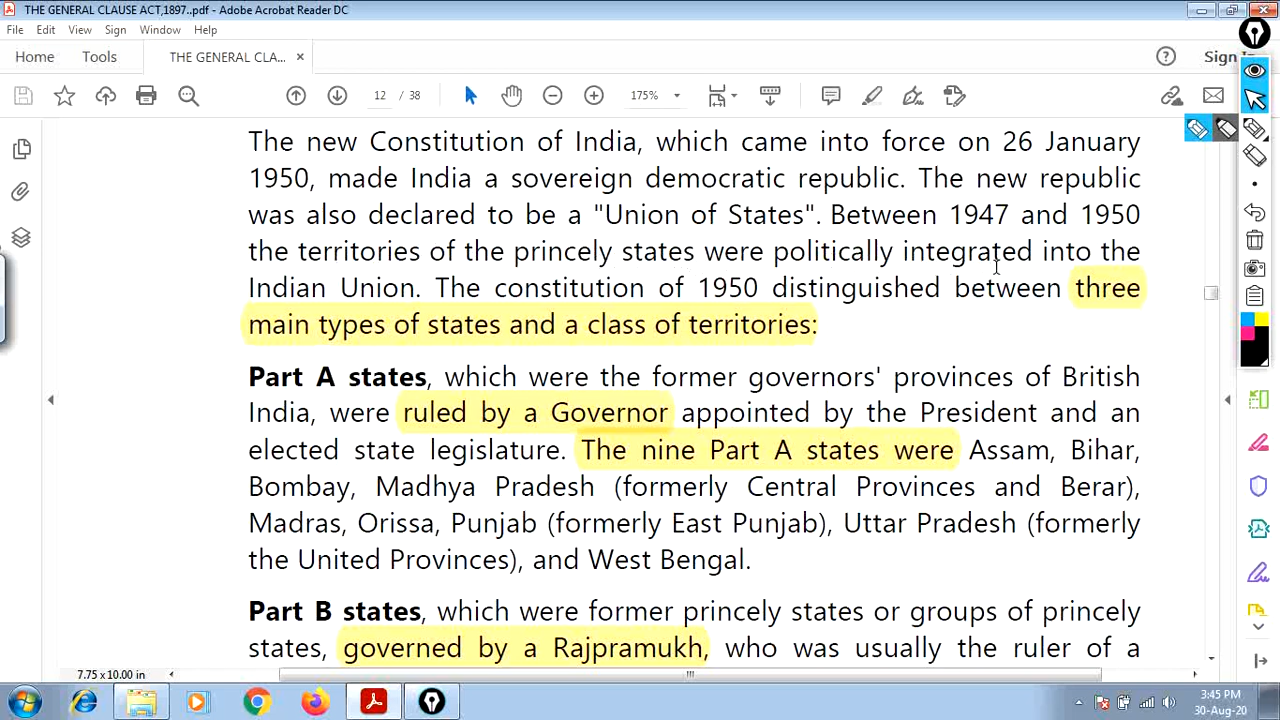 THE GENERAL CLAUSE ACT,1897..pdf - Adobe Acrobat Reader DC
File Edit View Sign Window Help
Home Tools THE GENERAL CLA... × Sign
12 / 38 175%
The new Constitution of India, which came into force on 26 January
1950, made India a sovereign democratic republic. The new republic
was also declared to be a "Union of States". Between 1947 and 1950
the territories of the princely states were politically integrated into the
Indian Union. The constitution of 1950 distinguished between three
main types of states and a class of territories:
Part A states, which were the former governors' provinces of British
India, were ruled by a Governor appointed by the President and an
elected state legislature. The nine Part A states were Assam, Bihar,
Bombay, Madhya Pradesh (formerly Central Provinces and Berar),
Madras, Orissa, Punjab (formerly East Punjab), Uttar Pradesh (formerly
the United Provinces), and West Bengal.
Part B states, which were former princely states or groups of princely
states, governed by a Rajpramukh, who was usually the ruler of a
7.75 x 10.00 in
3:45 PM
30-Aug-20